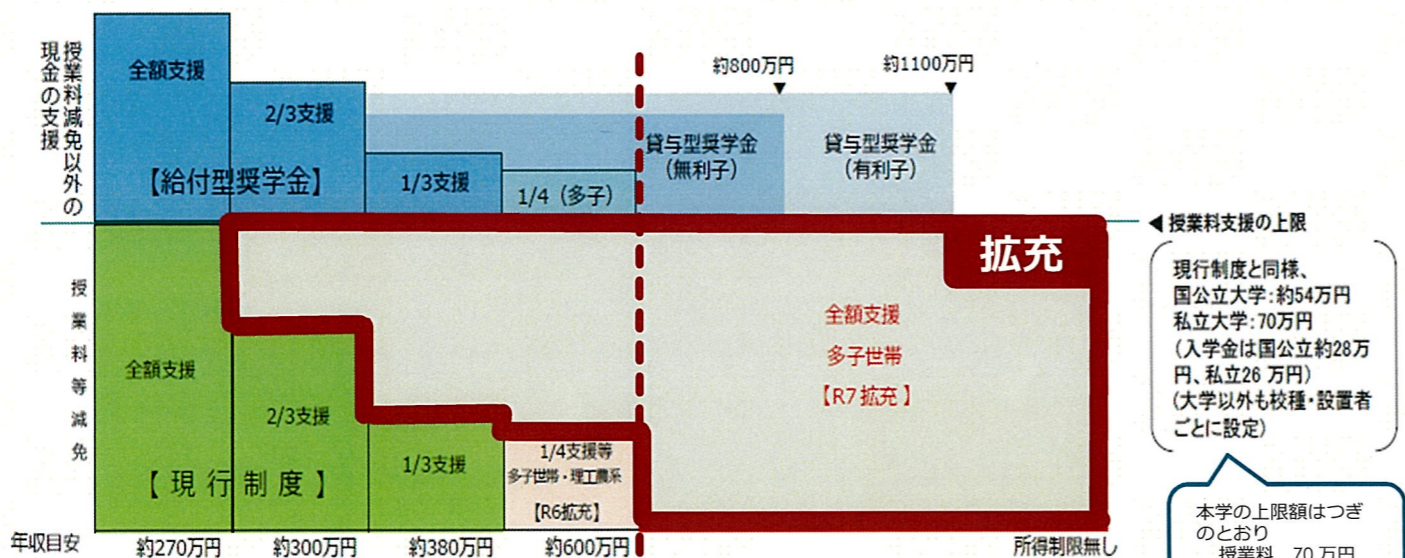 授業料減免以外の
現金の支援
全額支援
2/3支援
【給付型奨学金】
1/3支援
1/4（多子）
約800万円
▼
約1100万円
▼
貸与型奨学金
（無利子）
貸与型奨学金
（有利子）
◀ 授業料支援の上限
拡充
現行制度と同様、
国公立大学：約54万円
私立大学：70万円
（入学金は国公立約28万
円、私立26 万円）
（大学以外も校種・設置者
ごとに設定）
授業料等減免
全額支援
2/3支援
1/3支援
1/4支援等
多子世帯・理工農系
【R6拡充】
【 現 行 制 度 】
全額支援
多子世帯
【R7 拡充 】
本学の上限額はつぎ
のとおり
授業料 70 万円
年収目安
約270万円
約300万円
約380万円
約600万円
所得制限無し